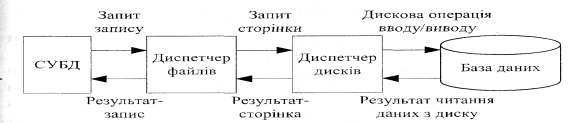 Запит
запису
Запит
сторінки
Дискова операція
вводу/виводу
СУБД
Диспетчер
файлів
Диспетчер
дисків
База даних
Результат-
запис
Результат-
сторінка
Результат читання
даних з диску